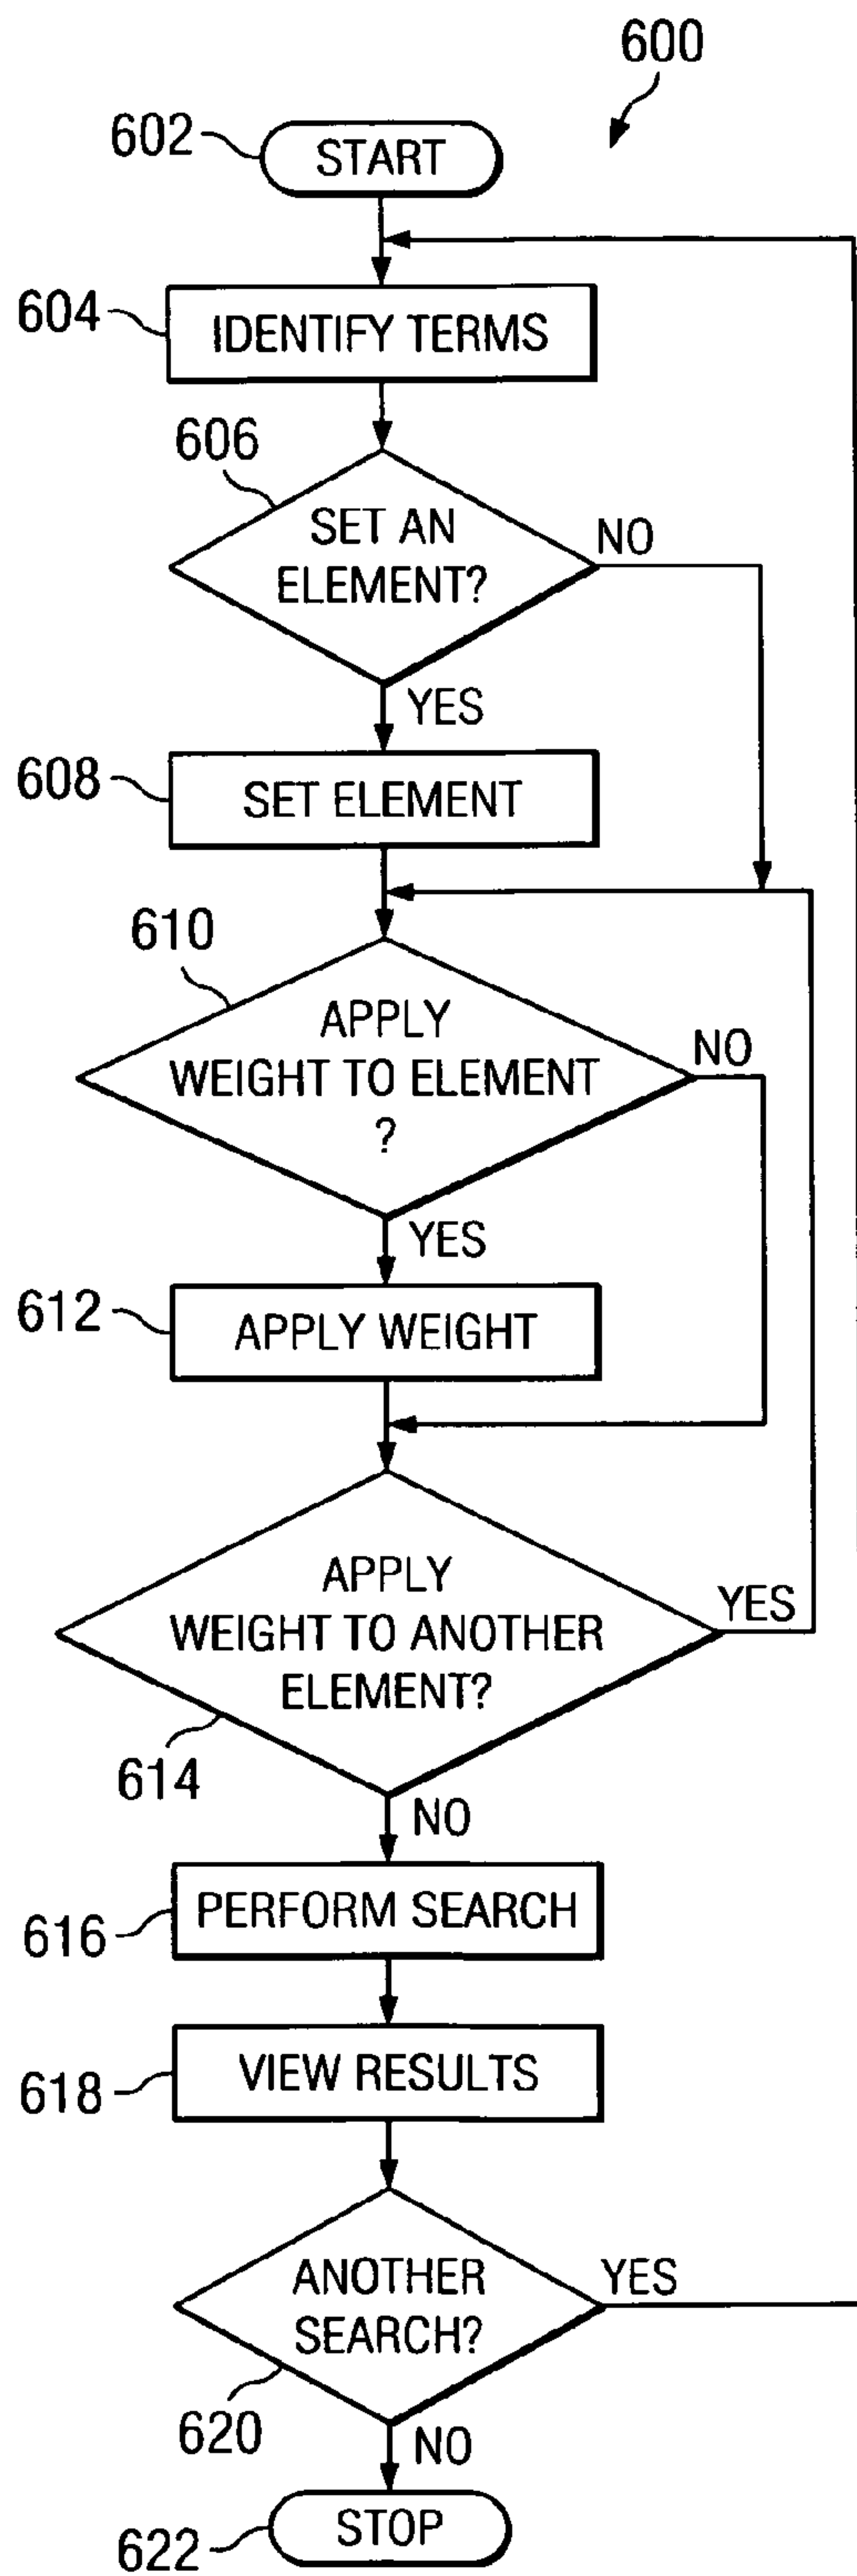 600
602
START
604
IDENTIFY TERMS
606
SET AN
ELEMENT?
NO
YES
608
SET ELEMENT
610
APPLY
WEIGHT TO ELEMENT
?
NO
YES
612
APPLY WEIGHT
APPLY
WEIGHT TO ANOTHER
ELEMENT?
YES
614
NO
616
PERFORM SEARCH
618
VIEW RESULTS
ANOTHER
SEARCH?
YES
620
NO
622
STOP